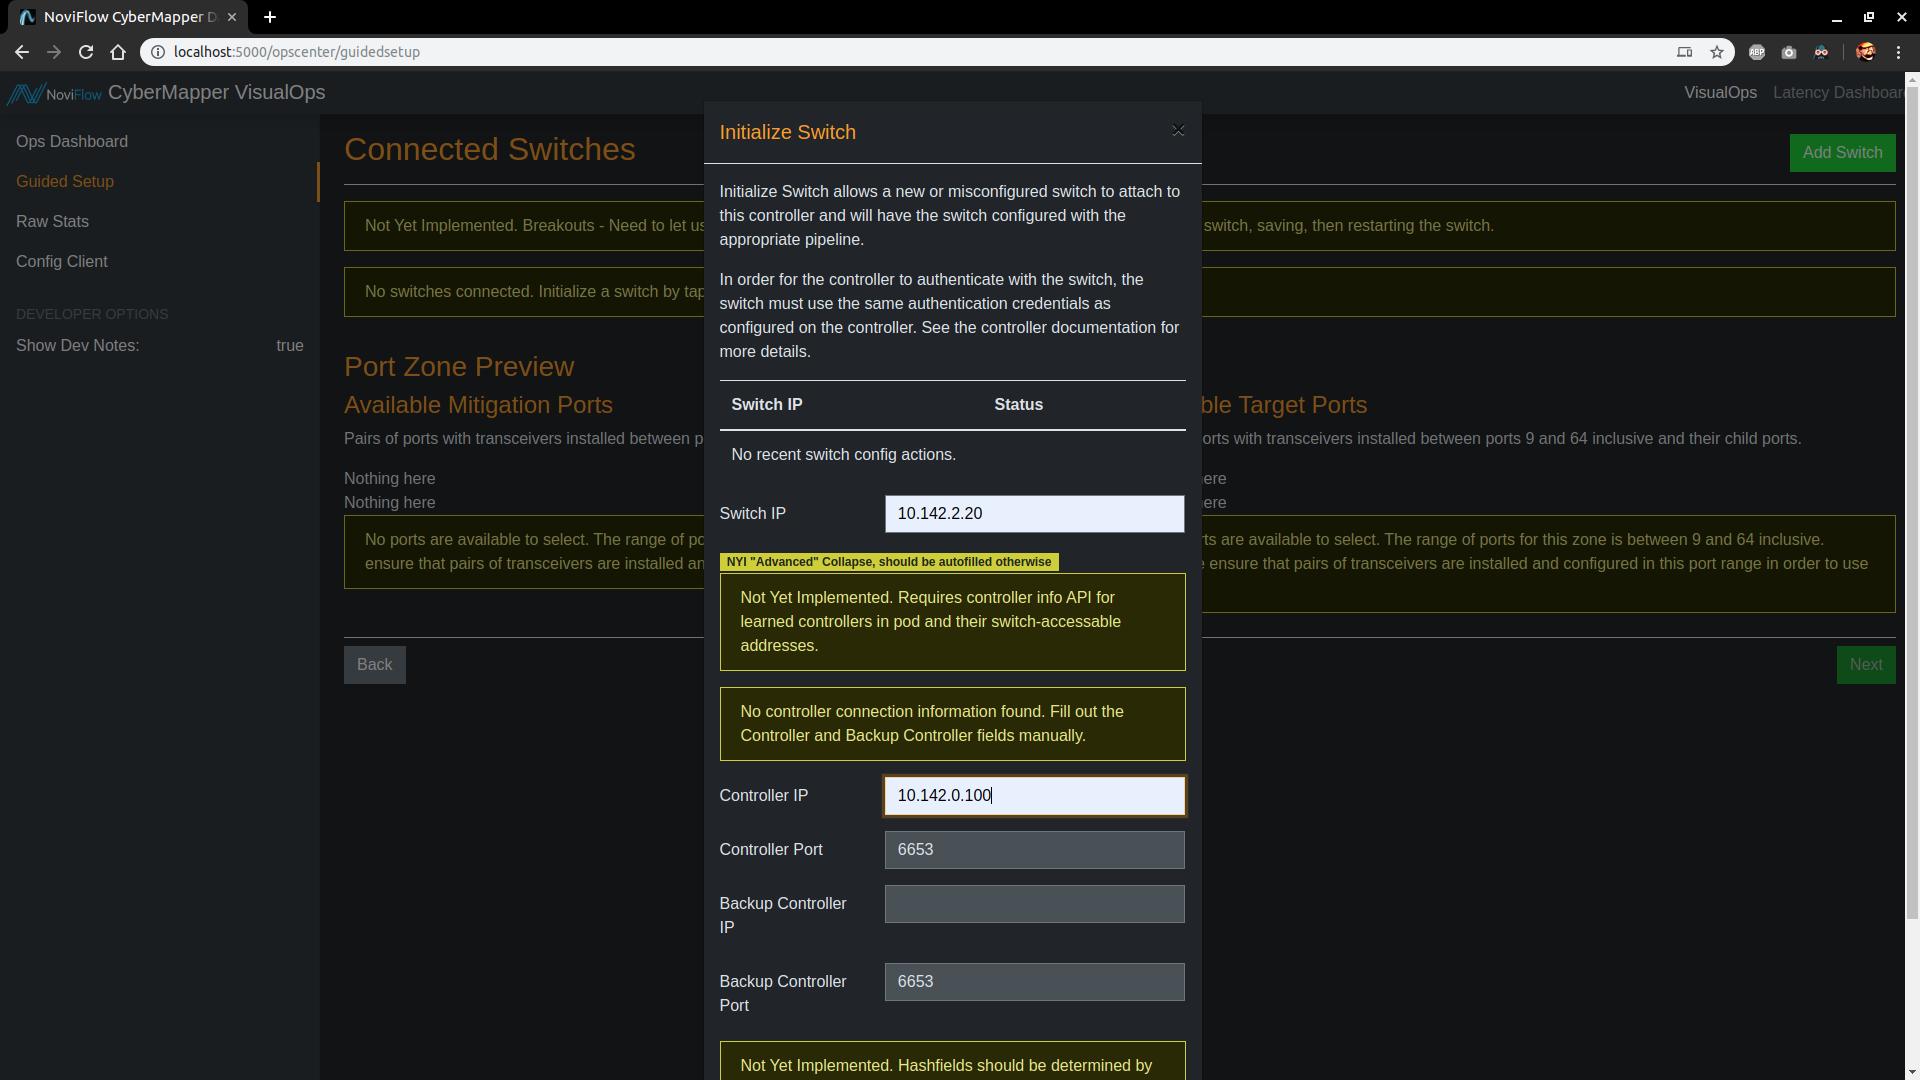 NoviFlow CyberMapper D
localhost:5000/opscenter/guidedsetup
ABP
NoviFlow CyberMapper VisualOps
VisualOps
Latency Dashboar
Ops Dashboard
Guided Setup
Raw Stats
Config Client
DEVELOPER OPTIONS
Show Dev Notes: true
Connected Switches
Add Switch
Not Yet Implemented. Breakouts - Need to let us
switch, saving, then restarting the switch.
No switches connected. Initialize a switch by tap
Port Zone Preview
Available Mitigation Ports
Pairs of ports with transceivers installed between p
Nothing here
Nothing here
No ports are available to select. The range of po
ensure that pairs of transceivers are installed an
ble Target Ports
orts with transceivers installed between ports 9 and 64 inclusive and their child ports.
ere
ere
ts are available to select. The range of ports for this zone is between 9 and 64 inclusive.
e ensure that pairs of transceivers are installed and configured in this port range in order to use
Back
Next
Initialize Switch
×
Initialize Switch allows a new or misconfigured switch to attach to
this controller and will have the switch configured with the
appropriate pipeline.
In order for the controller to authenticate with the switch, the
switch must use the same authentication credentials as
configured on the controller. See the controller documentation for
more details.
Switch IP Status
No recent switch config actions.
Switch IP 10.142.2.20
NYI "Advanced" Collapse, should be autofilled otherwise
Not Yet Implemented. Requires controller info API for
learned controllers in pod and their switch-accessable
addresses.
No controller connection information found. Fill out the
Controller and Backup Controller fields manually.
Controller IP 10.142.0.100
Controller Port 6653
Backup Controller
IP
Backup Controller
Port
6653
Not Yet Implemented. Hashfields should be determined by